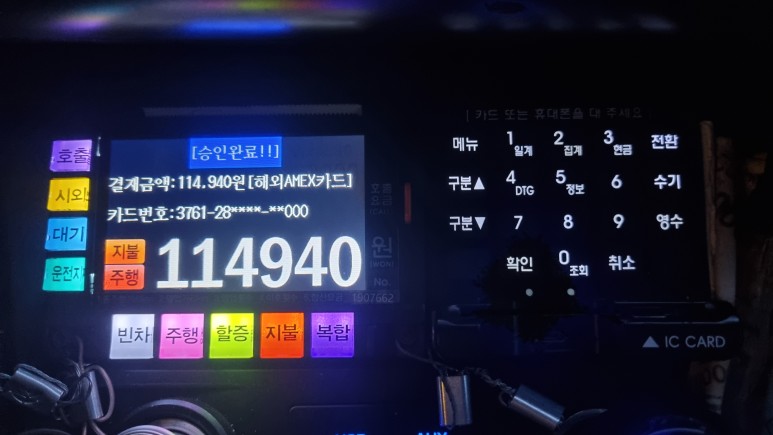 [승인완료!!]
결제금액:114.940원[해외AMEX카드]
카드번호:3761-28****-**000
114940
호출
시외
대기
운전자
지불
주행
빈차
주행
할증
지불
복합
원
No.
1007662
카드 또는 휴대폰을 대 주세요
메뉴 1일계 2집계 3현금 전환
구분▲ 4DTG 5정보 6 수기
구분▼ 7 8 9 영수
확인 0조회 취소
▲ IC CARD